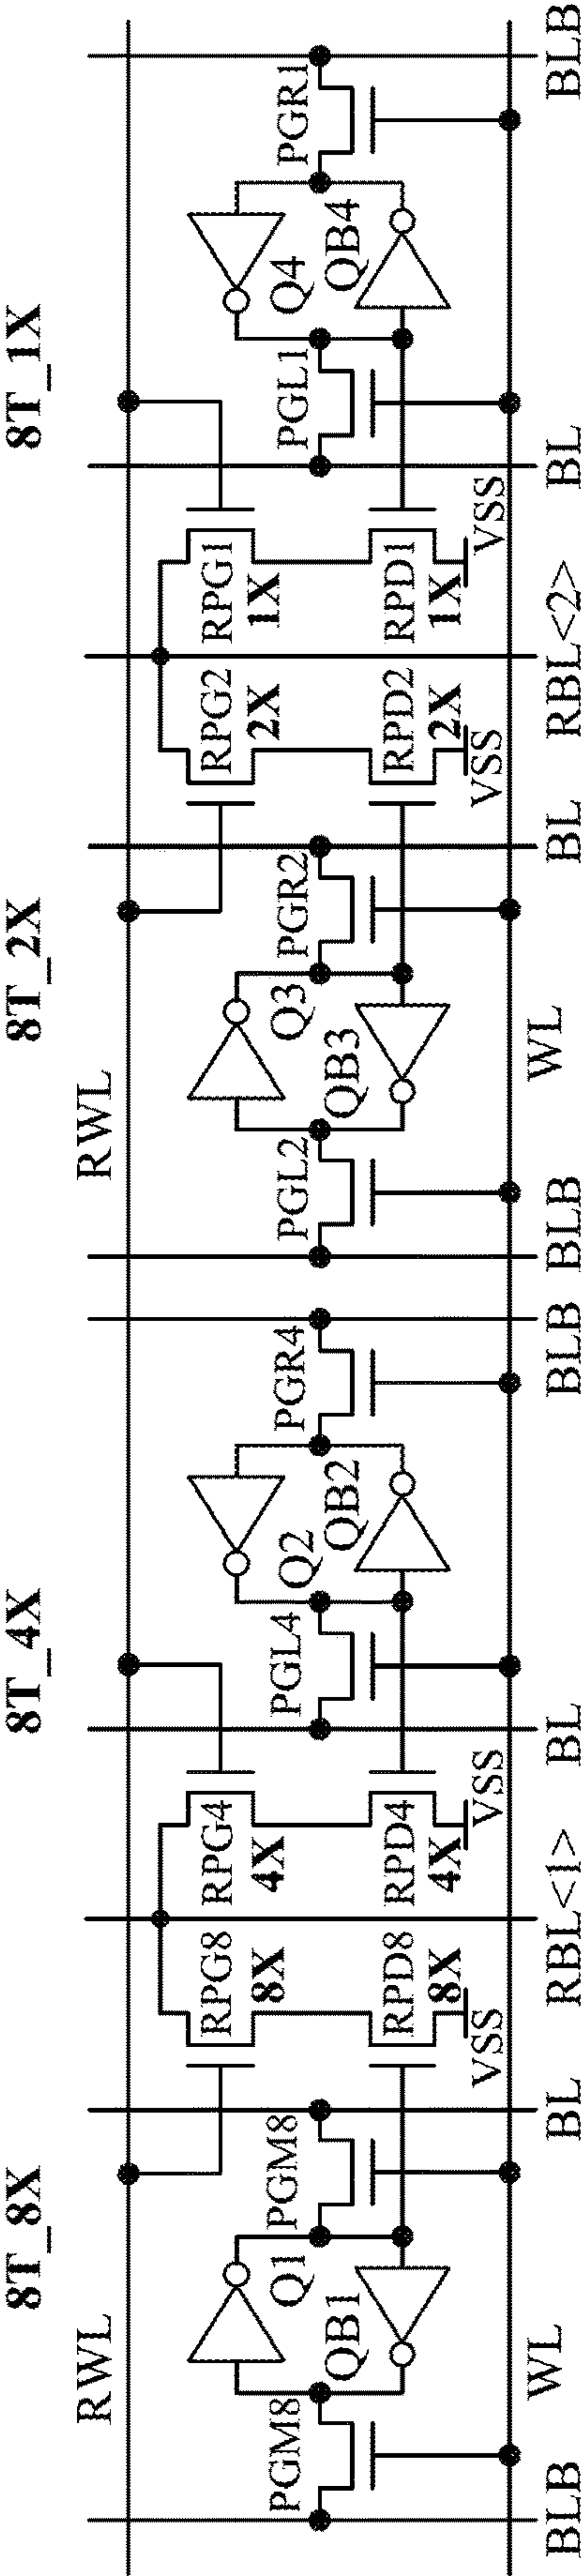 8T_8X
8T_4X
8T_2X
8T_1X
RWL
RWL
RPG8
8X
RPG4
4X
RPG2
2X
RPG1
1X
PGM8
Q1
QB1
PGM8
PGL4
Q2
QB2
PGR4
PGL2
QB3
Q3
PGR2
PGL1
Q4
QB4
PGR1
RPD8
8X
RPD4
4X
RPD2
2X
RPD1
1X
VSS
VSS
VSS
VSS
WL
WL
BLB
BL
RBL<1>
BL
BLB
BLB
BL
RBL<2>
BL
BLB